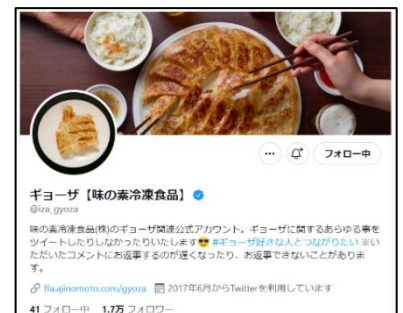 フォロー中
ギョーザ【味の素冷凍食品】
@iza_gyoza
味の素冷凍食品(株)のギョーザ関連公式アカウント。ギョーザに関するあらゆる事を
ツイートしたりしなかったりいたします😎 #ギョーザ好きな人とつながりたい ※い
ただいたコメントにお返事するのが遅くなったり、お返事できないことがありま
す。
ffa.ajinomoto.com/gyoza 2017年6月からTwitterを利用しています
41 フォロー中 1.7万 フォロワー